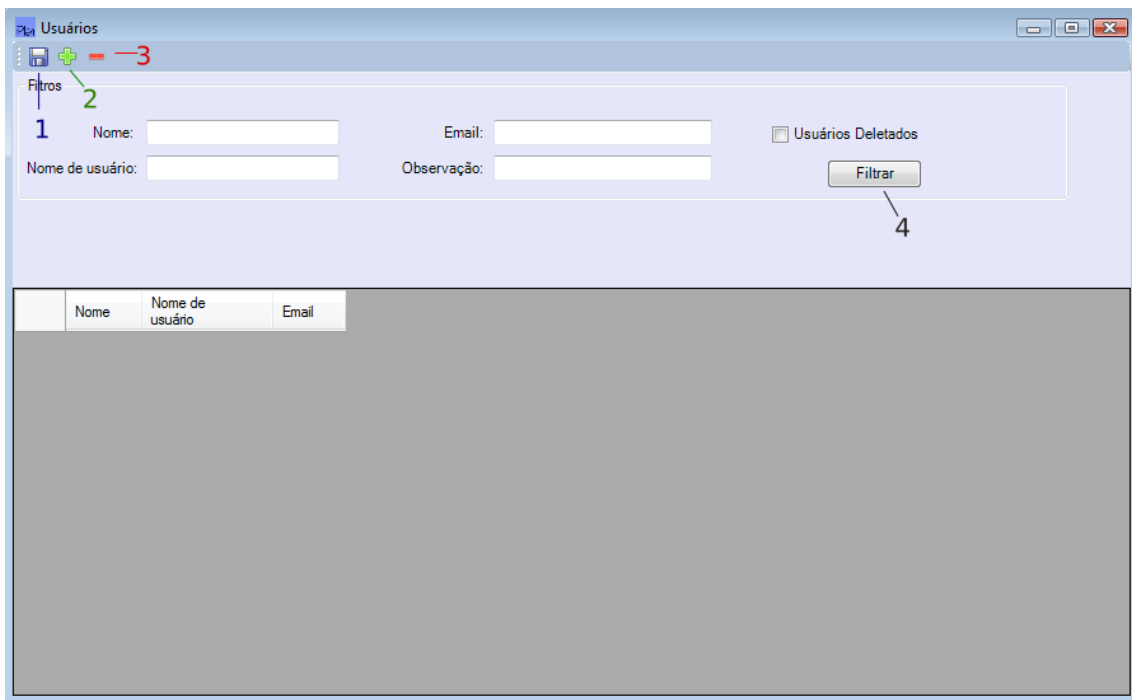 Usuários
3
Filtros
2
1
Nome:
Email:
Usuários Deletados
Nome de usuário:
Observação:
Filtrar
4
Nome
Nome de
usuário
Email